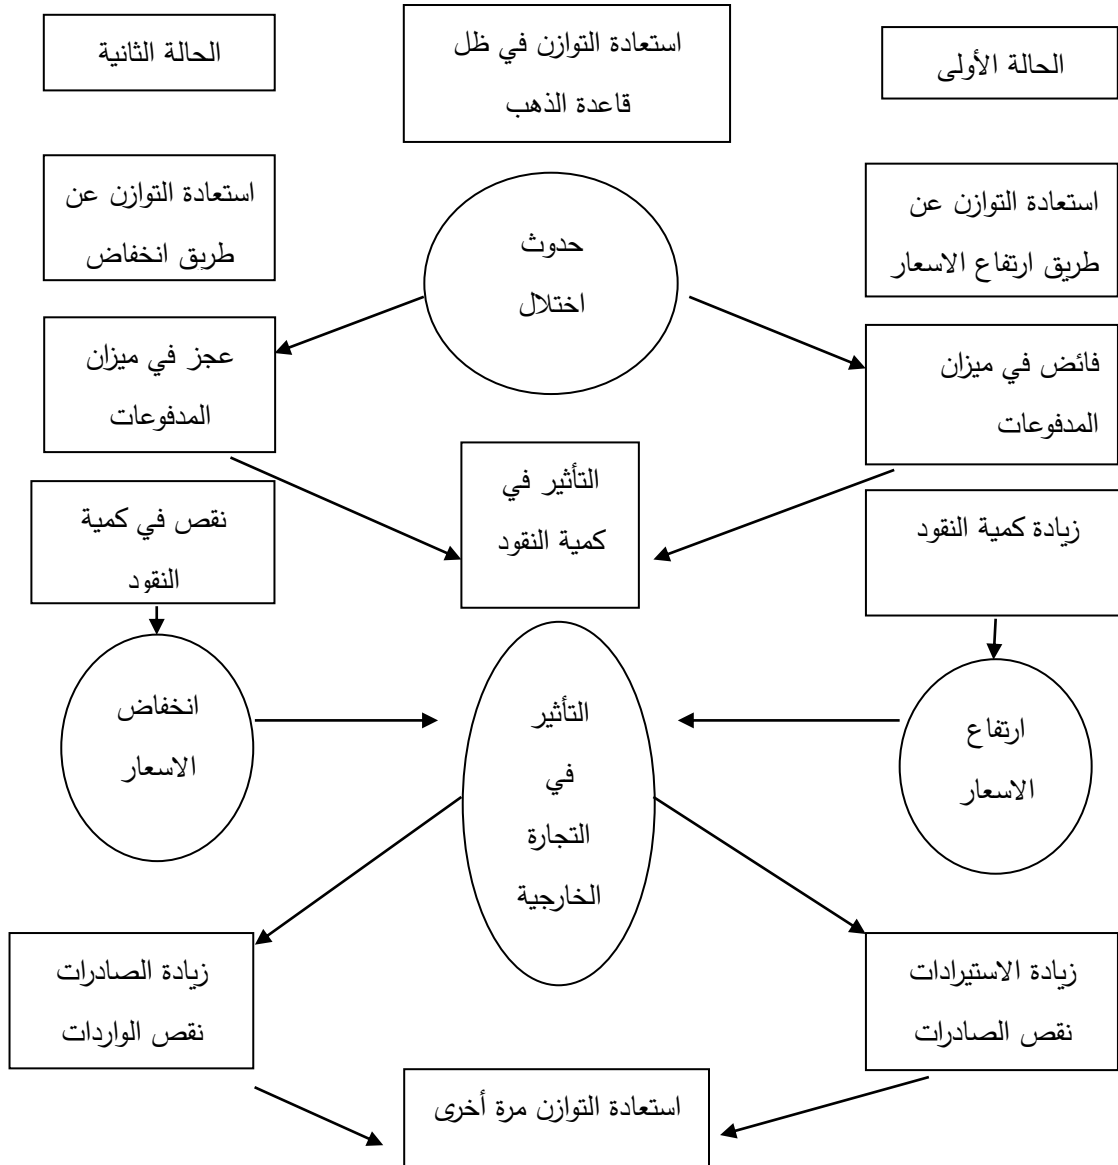 الحالة الأولى
استعادة التوازن في ظل
قاعدة الذهب
الحالة الثانية
استعادة التوازن عن
طريق ارتفاع الاسعار
حدوث
اختلال
استعادة التوازن عن
طريق انخفاض
فائض في ميزان
المدفوعات
عجز في ميزان
المدفوعات
زيادة كمية النقود
التأثير في
كمية النقود
نقص في كمية
النقود
ارتفاع
الاسعار
التأثير
في
التجارة
الخارجية
انخفاض
الاسعار
زيادة الاستيرادات
نقص الصادرات
زيادة الصادرات
نقص الواردات
استعادة التوازن مرة أخرى